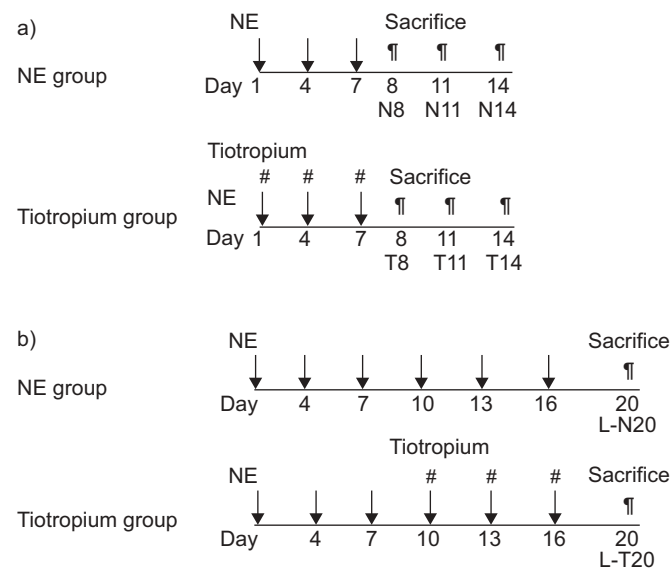 a)
NE Sacrifice
NE group
¶ ¶ ¶
Day 1 4 7 8 11 14
N8 N11 N14
Tiotropium
# # # Sacrifice
NE ¶ ¶ ¶
Tiotropium group
Day 1 4 7 8 11 14
T8 T11 T14
b)
NE Sacrifice
NE group ¶
Day 4 7 10 13 16 20
L-N20
Tiotropium
NE # # # Sacrifice
Tiotropium group ¶
Day 4 7 10 13 16 20
L-T20